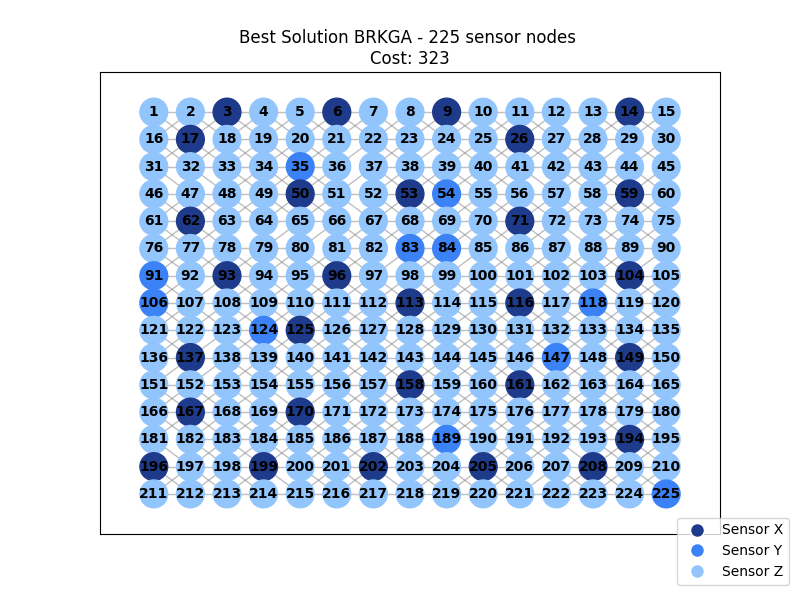 Best Solution BRKGA - 225 sensor nodes
Cost: 323
1 2 3 4 5 6 7 8 9 10 11 12 13 14 15
16 17 18 19 20 21 22 23 24 25 26 27 28 29 30
31 32 33 34 35 36 37 38 39 40 41 42 43 44 45
46 47 48 49 50 51 52 53 54 55 56 57 58 59 60
61 62 63 64 65 66 67 68 69 70 71 72 73 74 75
76 77 78 79 80 81 82 83 84 85 86 87 88 89 90
91 92 93 94 95 96 97 98 99 100 101 102 103 104 105
106 107 108 109 110 111 112 113 114 115 116 117 118 119 120
121 122 123 124 125 126 127 128 129 130 131 132 133 134 135
136 137 138 139 140 141 142 143 144 145 146 147 148 149 150
151 152 153 154 155 156 157 158 159 160 161 162 163 164 165
166 167 168 169 170 171 172 173 174 175 176 177 178 179 180
181 182 183 184 185 186 187 188 189 190 191 192 193 194 195
196 197 198 199 200 201 202 203 204 205 206 207 208 209 210
211 212 213 214 215 216 217 218 219 220 221 222 223 224 225
Sensor X
Sensor Y
Sensor Z